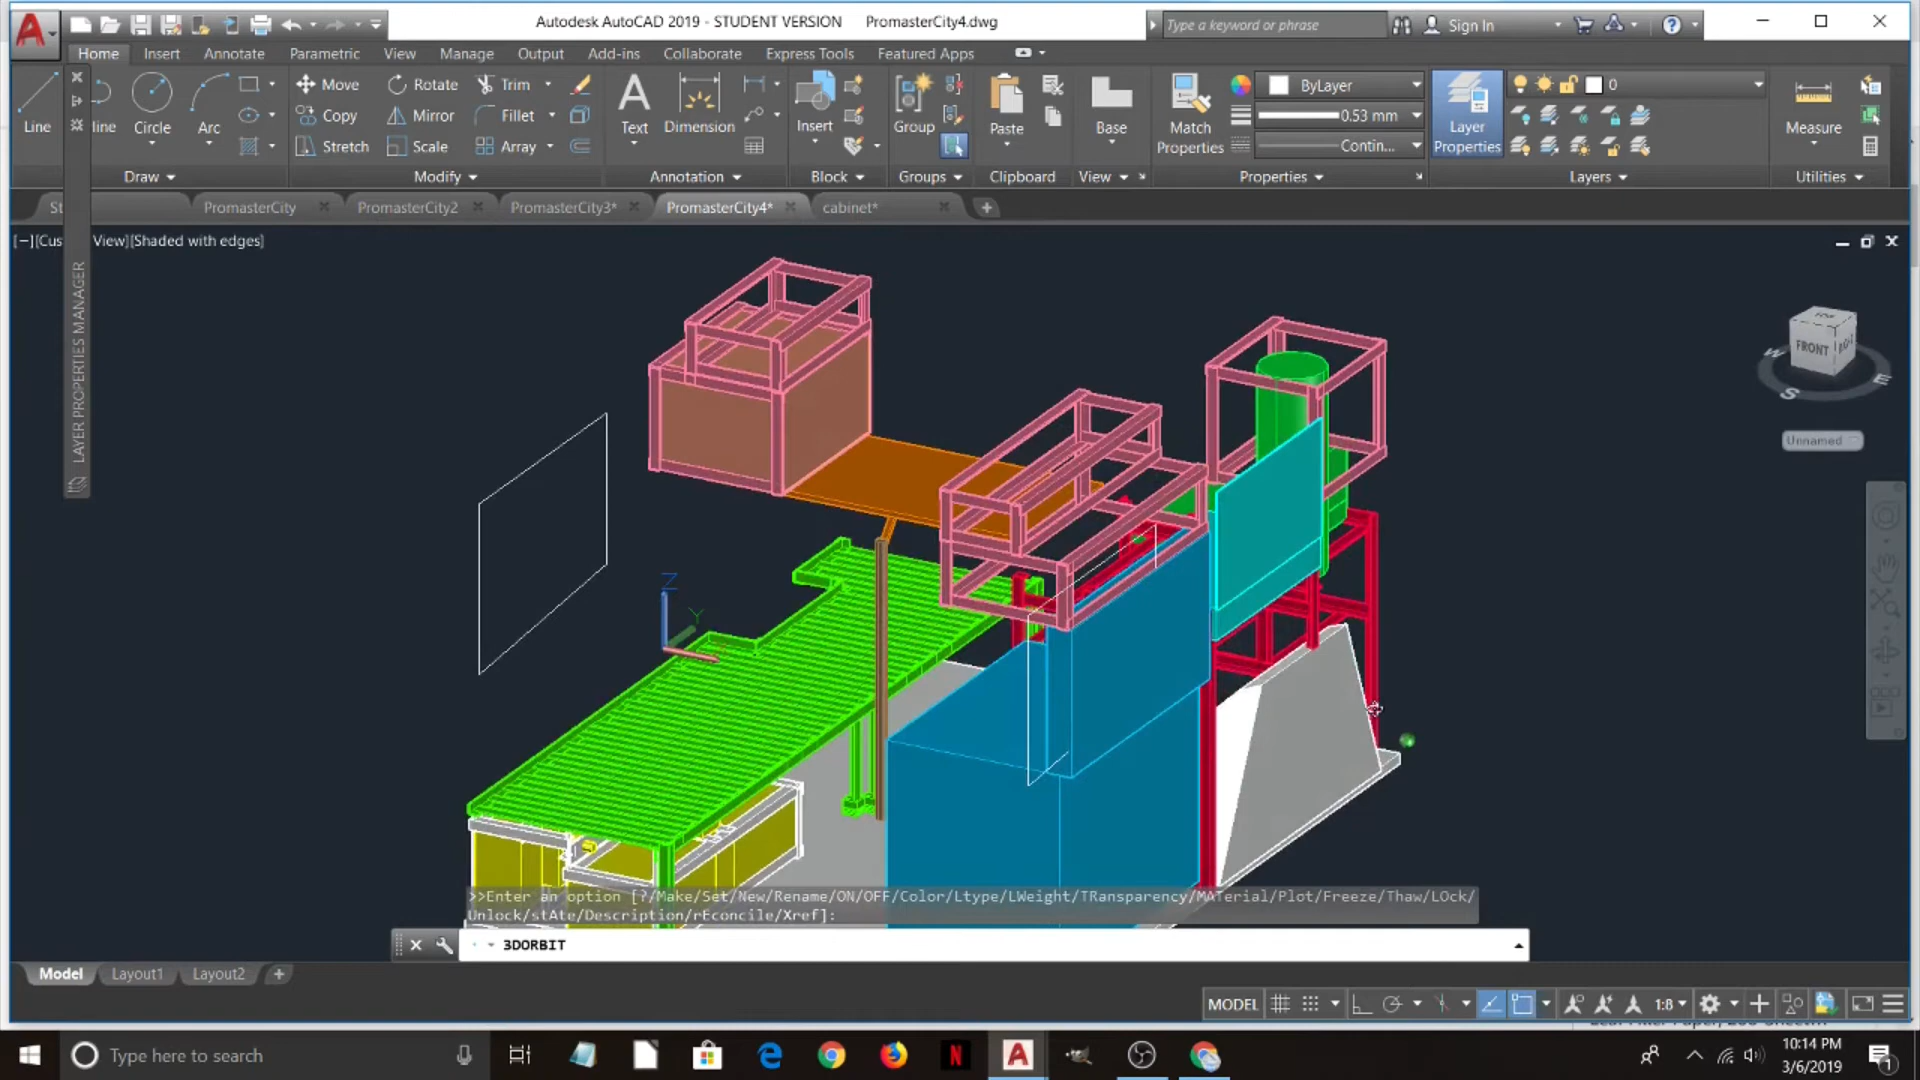 Autodesk AutoCAD 2019 - STUDENT VERSION PromasterCity4.dwg
Type a keyword or phrase
Sign In
Home Insert Annotate Parametric View Manage Output Add-ins Collaborate Express Tools Featured Apps
Line
line
Circle
Arc
Move
Copy
Stretch
Rotate
Mirror
Scale
Trim
Fillet
Array
Text
Dimension
Insert
Group
Paste
Base
Match
Properties
ByLayer
0.53 mm
Contin...
Layer
Properties
0
Measure
Draw
Modify
Annotation
Block
Groups
Clipboard
View
Properties
Layers
Utilities
St
PromasterCity
PromasterCity2
PromasterCity3*
PromasterCity4*
cabinet*
[−][Cus View][Shaded with edges]
LAYER PROPERTIES MANAGER
FRONT
W
S
E
Unnamed
Z
Y
>>Enter an option [?/Make/Set/New/Rename/ON/OFF/Color/Ltype/LWeight/TRansparency/MATerial/Plot/Freeze/Thaw/LOck/
Unlock/stAte/Description/rEconcile/Xref]:
3DORBIT
Model Layout1 Layout2
MODEL
1:8
Type here to search
10:14 PM
3/6/2019
1